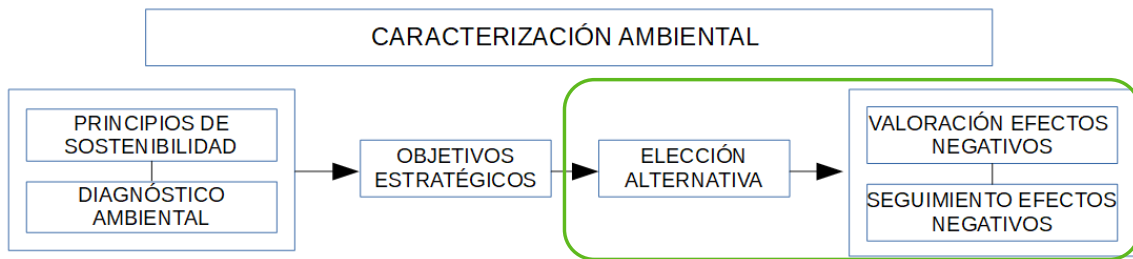 CARACTERIZACIÓN AMBIENTAL
PRINCIPIOS DE
SOSTENIBILIDAD
DIAGNÓSTICO
AMBIENTAL
OBJETIVOS
ESTRATÉGICOS
ELECCIÓN
ALTERNATIVA
VALORACIÓN EFECTOS
NEGATIVOS
SEGUIMIENTO EFECTOS
NEGATIVOS